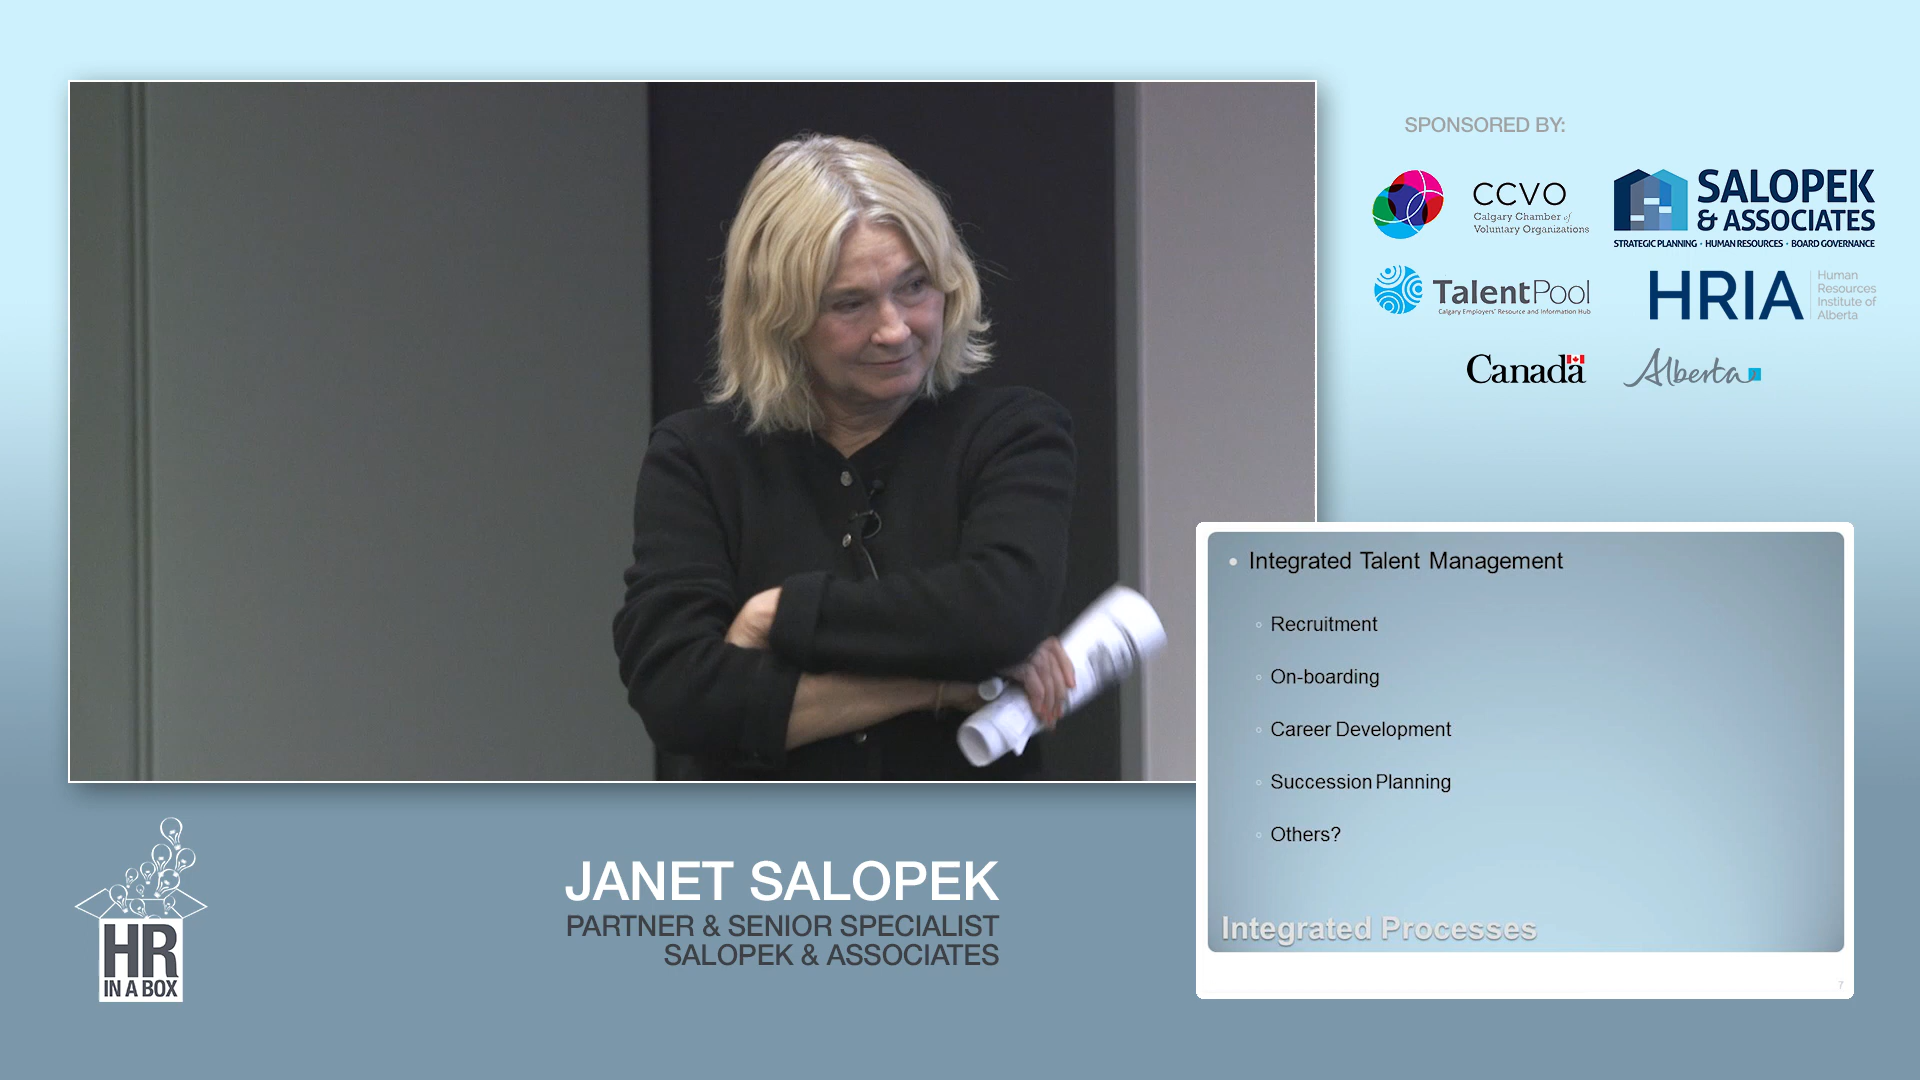 SPONSORED BY:
CCVO
Calgary Chamber of
Voluntary Organizations
SALOPEK
& ASSOCIATES
STRATEGIC PLANNING · HUMAN RESOURCES · BOARD GOVERNANCE
TalentPool
Calgary Employers' Resource and Information Hub
HRIA
Human
Resources
Institute of
Alberta
Canada
Alberta
• Integrated Talent Management
◦ Recruitment
◦ On-boarding
◦ Career Development
◦ Succession Planning
◦ Others?
Integrated Processes
7
HR
IN A BOX
JANET SALOPEK
PARTNER & SENIOR SPECIALIST
SALOPEK & ASSOCIATES